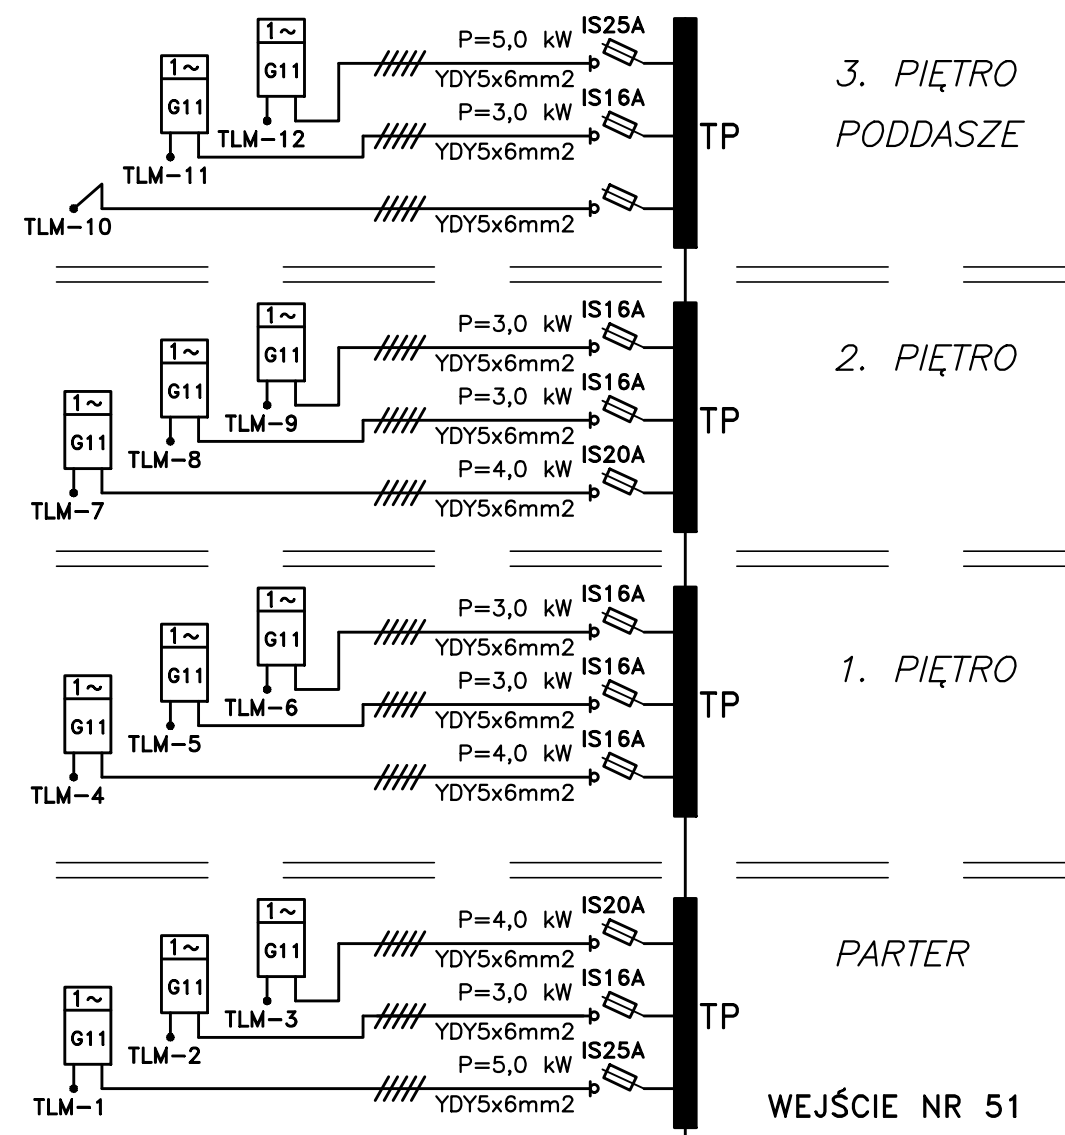 IS25A
P=5,0 kW
1~
G11
YDY5x6mm2
TLM-12
3. PIĘTRO
PODDASZE
IS16A
P=3,0 kW
1~
G11
YDY5x6mm2
TLM-11
TP
YDY5x6mm2
TLM-10
IS16A
P=3,0 kW
1~
G11
YDY5x6mm2
TLM-9
2. PIĘTRO
IS16A
P=3,0 kW
1~
G11
YDY5x6mm2
TLM-8
TP
IS20A
P=4,0 kW
1~
G11
YDY5x6mm2
TLM-7
IS16A
P=3,0 kW
1~
G11
YDY5x6mm2
TLM-6
1. PIĘTRO
IS16A
P=3,0 kW
1~
G11
YDY5x6mm2
TLM-5
TP
IS16A
P=4,0 kW
1~
G11
YDY5x6mm2
TLM-4
IS20A
P=4,0 kW
1~
G11
YDY5x6mm2
TLM-3
PARTER
IS16A
P=3,0 kW
1~
G11
YDY5x6mm2
TLM-2
TP
IS25A
P=5,0 kW
1~
G11
YDY5x6mm2
TLM-1
WEJŚCIE NR 51